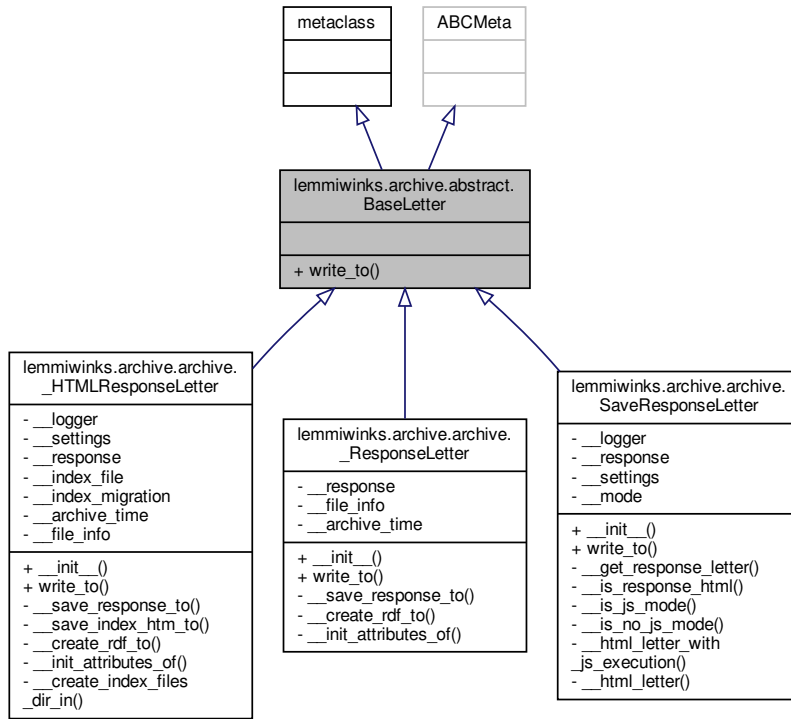 metaclass
ABCMeta
lemmiwinks.archive.abstract.
BaseLetter
+ write_to()
lemmiwinks.archive.archive.
_HTMLResponseLetter
- __logger
- __settings
- __response
- __index_file
- __index_migration
- __archive_time
- __file_info
+ __init__()
+ write_to()
- __save_response_to()
- __save_index_htm_to()
- __create_rdf_to()
- __init_attributes_of()
- __create_index_files
_dir_in()
lemmiwinks.archive.archive.
_ResponseLetter
- __response
- __file_info
- __archive_time
+ __init__()
+ write_to()
- __save_response_to()
- __create_rdf_to()
- __init_attributes_of()
lemmiwinks.archive.archive.
SaveResponseLetter
- __logger
- __response
- __settings
- __mode
+ __init__()
+ write_to()
- __get_response_letter()
- __is_response_html()
- __is_js_mode()
- __is_no_js_mode()
- __html_letter_with
_js_execution()
- __html_letter()